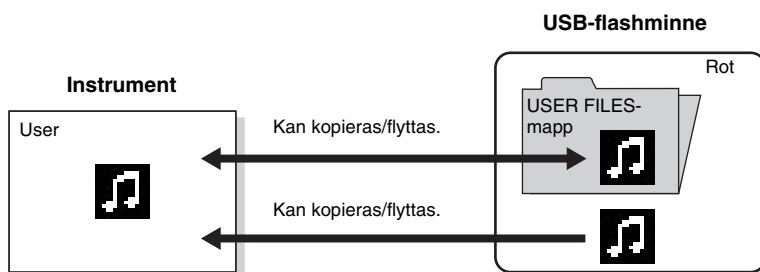 USB-flashminne
Rot
Instrument
USER FILES-
mapp
User
Kan kopieras/flyttas.
Kan kopieras/flyttas.